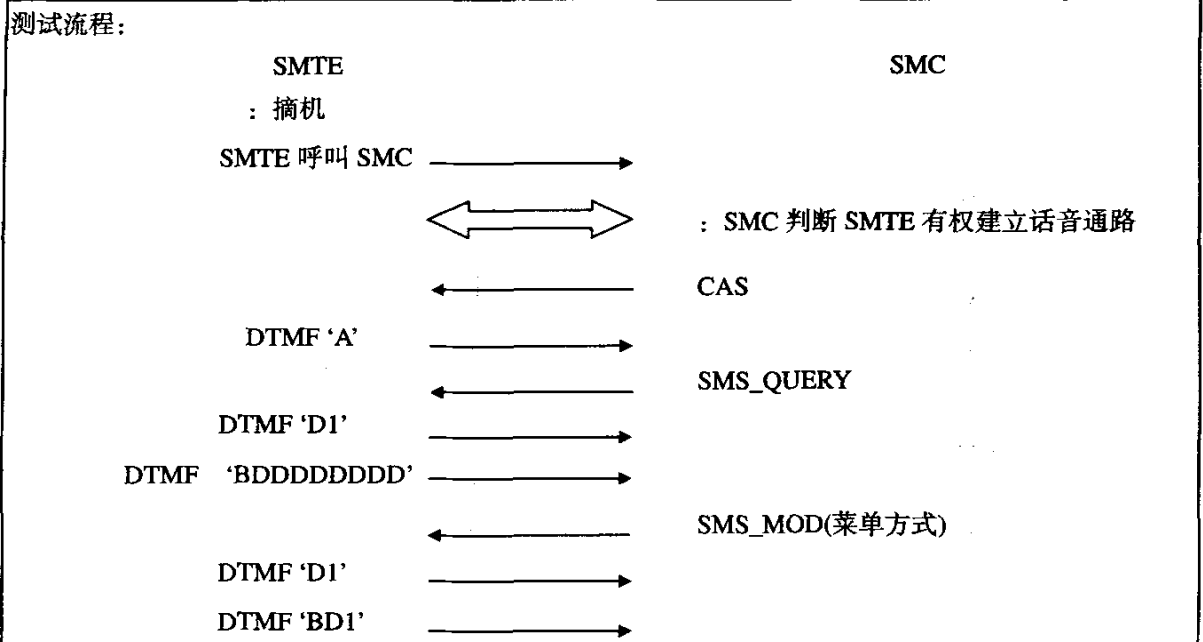 测试流程：
SMTE SMC
：摘机
SMTE 呼叫 SMC
：SMC 判断 SMTE 有权建立话音通路
CAS
DTMF ‘A’
SMS_QUERY
DTMF ‘D1’
DTMF ‘BDDDDDDDD’
SMS_MOD(菜单方式)
DTMF ‘D1’
DTMF ‘BD1’